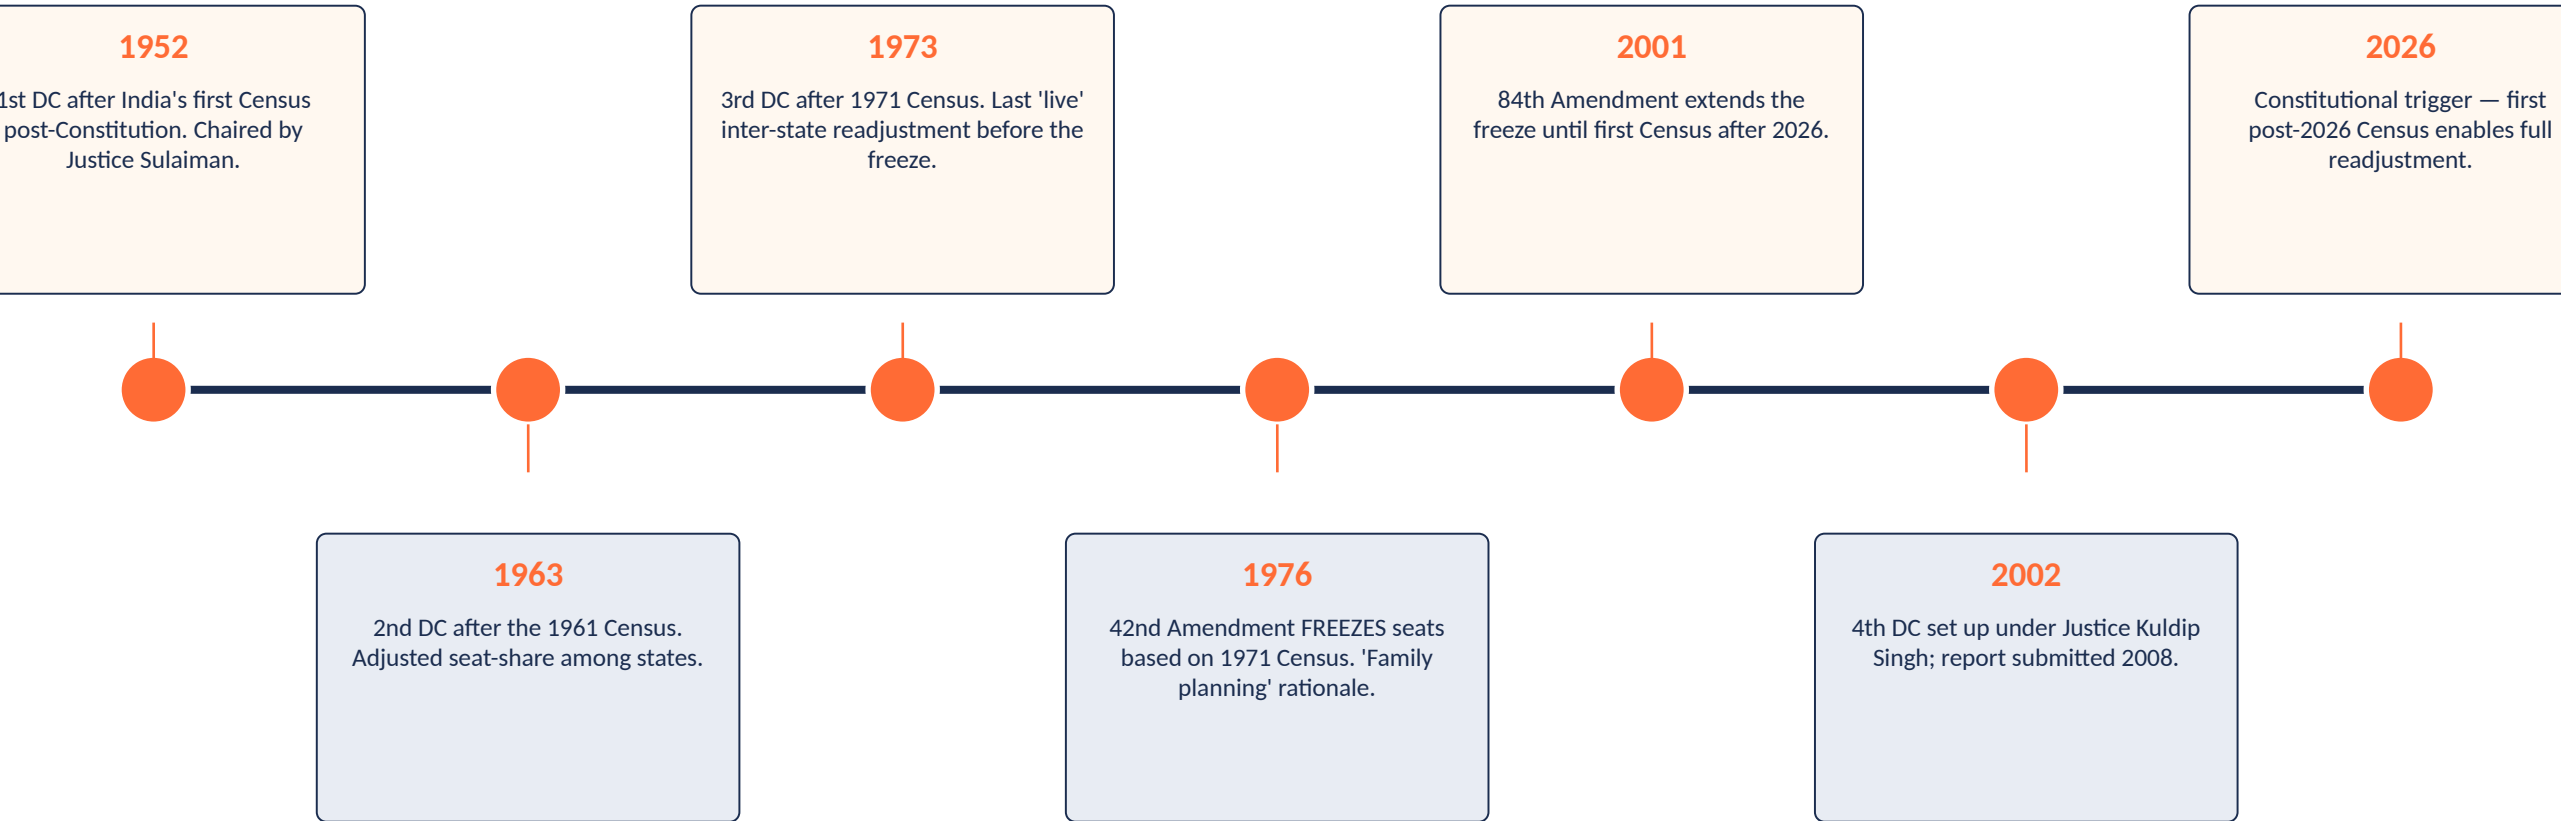 1952
1st DC after India's first Census
post-Constitution. Chaired by
Justice Sulaiman.
1963
2nd DC after the 1961 Census.
Adjusted seat-share among states.
1973
3rd DC after 1971 Census. Last 'live'
inter-state readjustment before the
freeze.
1976
42nd Amendment FREEZES seats
based on 1971 Census. 'Family
planning' rationale.
2001
84th Amendment extends the
freeze until first Census after 2026.
2002
4th DC set up under Justice Kuldip
Singh; report submitted 2008.
2026
Constitutional trigger — first
post-2026 Census enables full
readjustment.